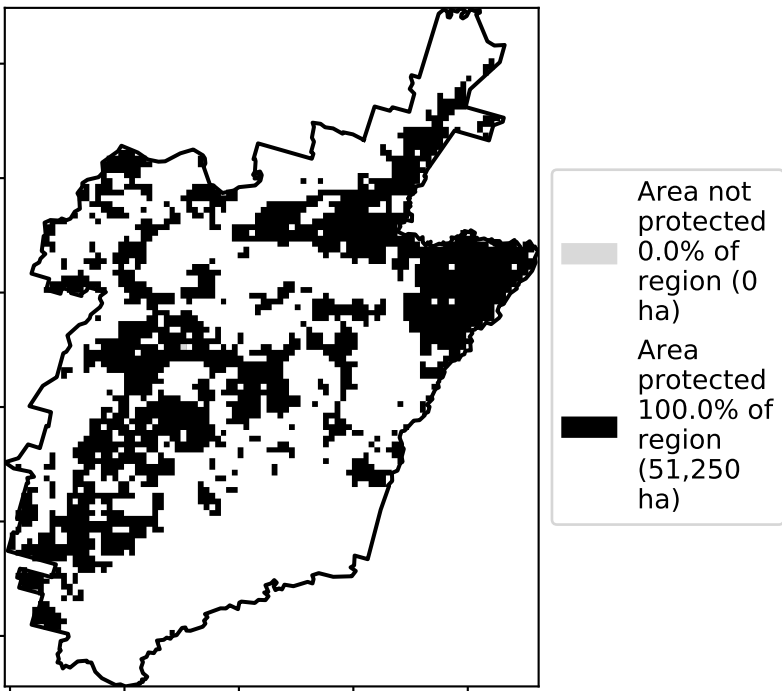 Area not
protected
0.0% of
region (0
ha)
Area
protected
100.0% of
region
(51,250
ha)